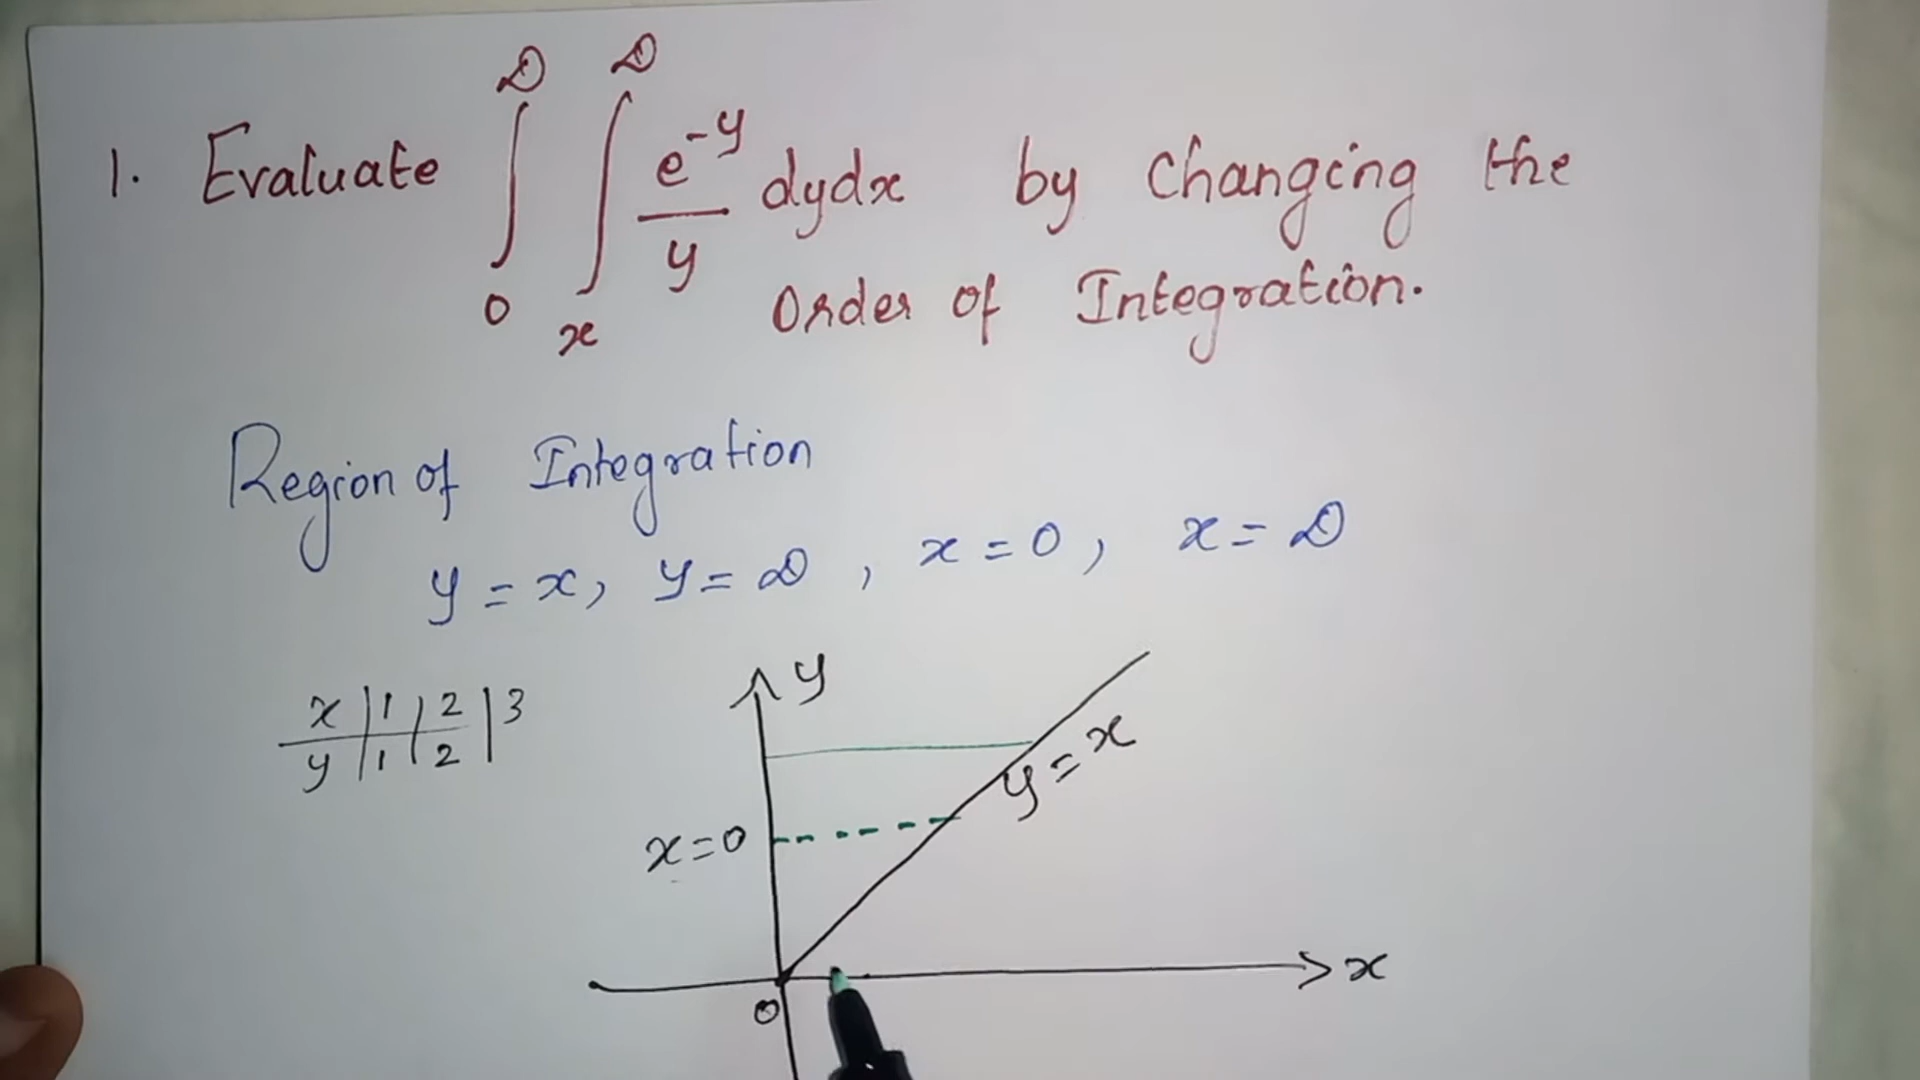 1. Evaluate ∫₀^∞ ∫ₓ^∞ e^{-y}/y dydx by changing the
Order of Integration.
Region of Integration
y = x, y = ∞, x = 0, x = ∞
x | 1 | 2 | 3
y | 1 | 2 |
y
y = x
x=0
x
0